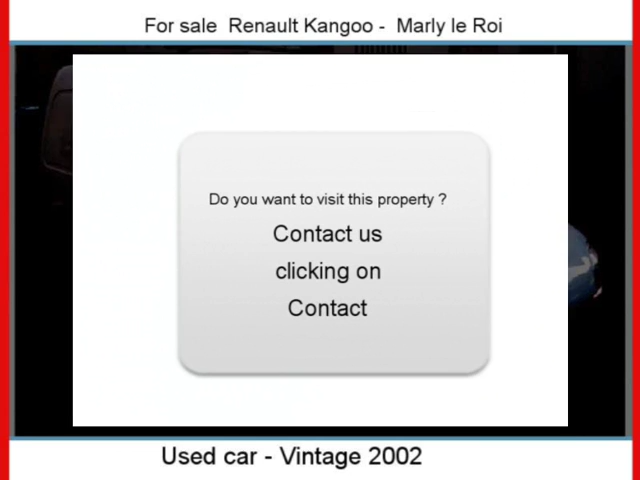 For sale Renault Kangoo - Marly le Roi
Do you want to visit this property ?
Contact us
clicking on
Contact
Used car - Vintage 2002